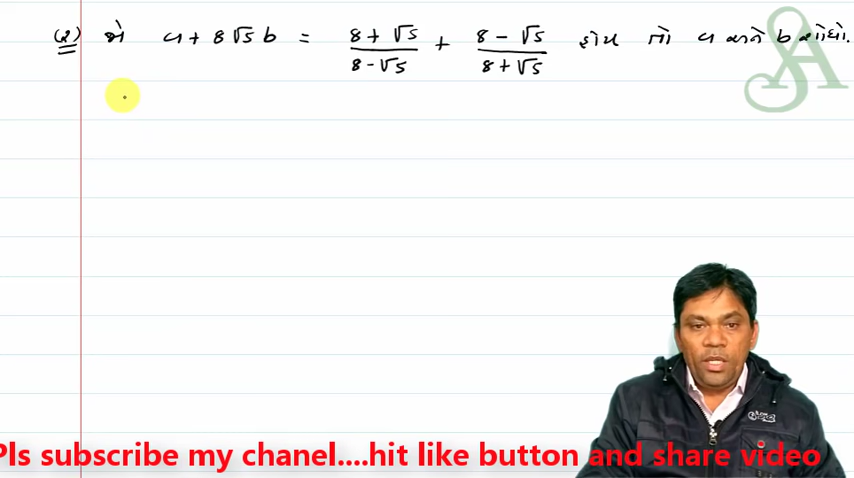 (૨) જો a + 8√5 b = 8 + √5 / 8 - √5 + 8 - √5 / 8 + √5 હોય તો a અને b શોધો.
Pls subscribe my chanel....hit like button and share video